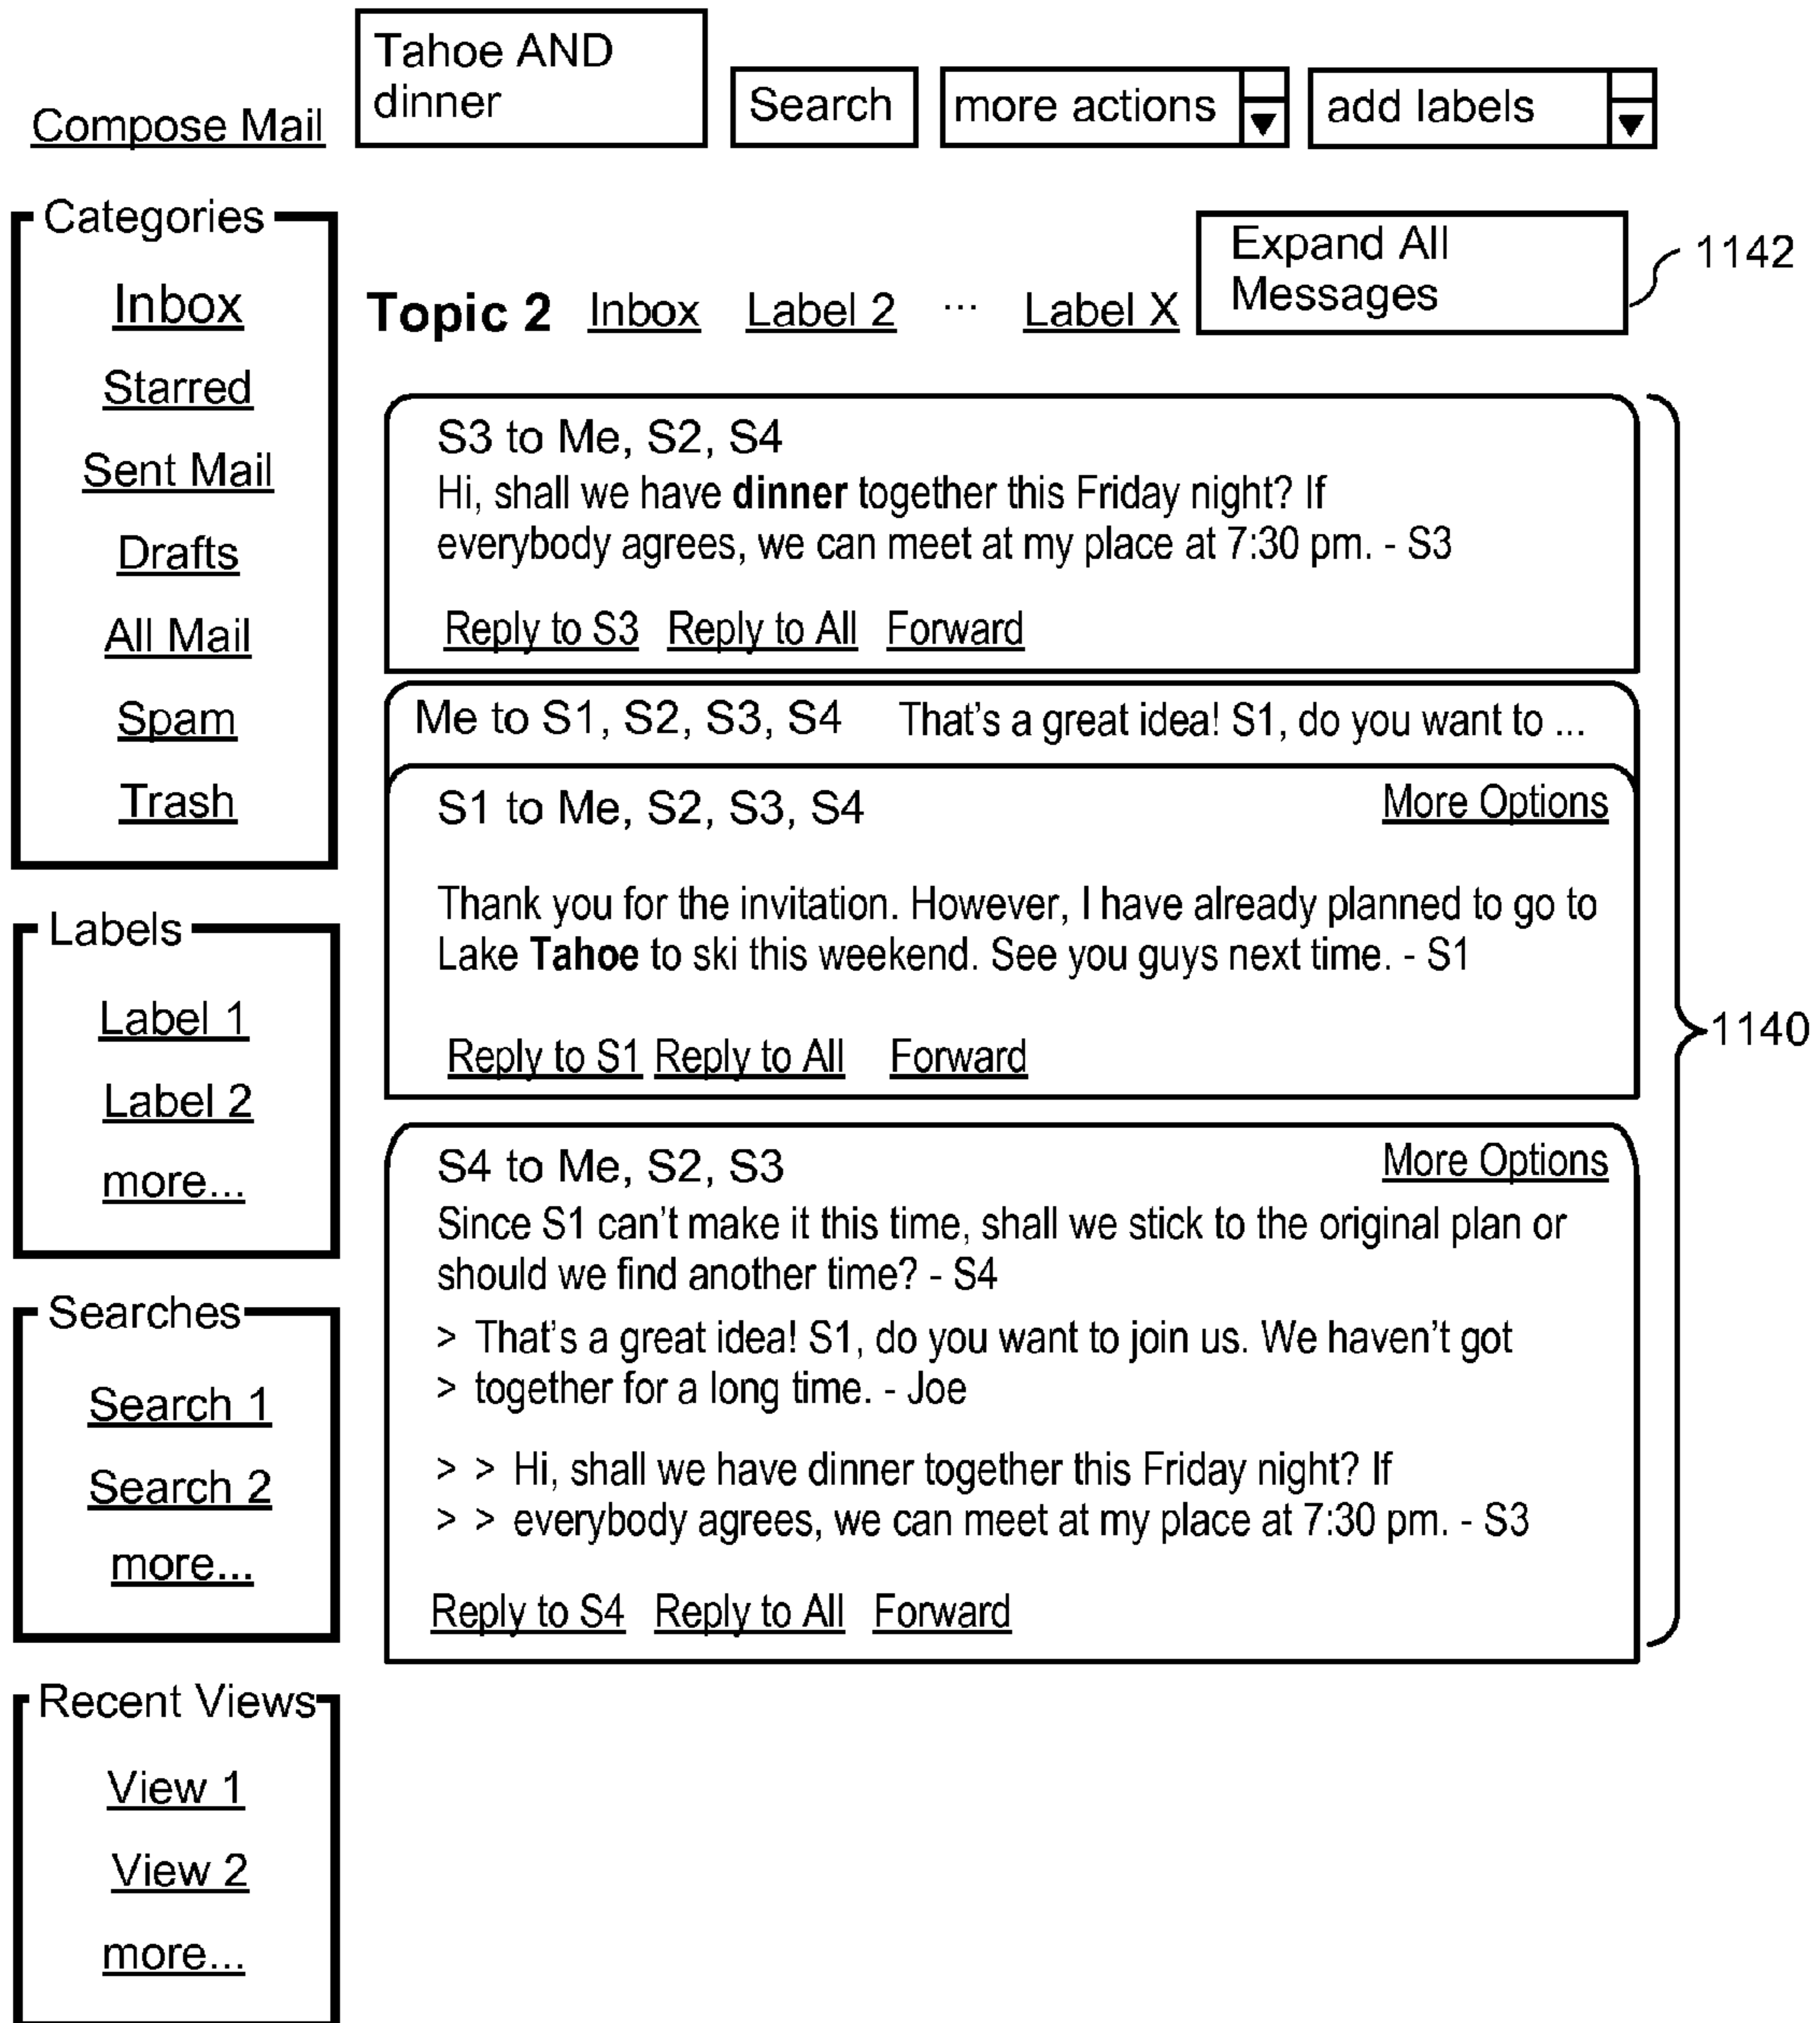 Compose Mail
Tahoe AND
dinner
Search
more actions
add labels
Categories
Inbox
Starred
Sent Mail
Drafts
All Mail
Spam
Trash
Labels
Label 1
Label 2
more...
Searches
Search 1
Search 2
more...
Recent Views
View 1
View 2
more...
Topic 2 Inbox Label 2 ... Label X
Expand All
Messages
1142
S3 to Me, S2, S4
Hi, shall we have dinner together this Friday night? If
everybody agrees, we can meet at my place at 7:30 pm. - S3
Reply to S3 Reply to All Forward
Me to S1, S2, S3, S4 That's a great idea! S1, do you want to ...
S1 to Me, S2, S3, S4 More Options
Thank you for the invitation. However, I have already planned to go to
Lake Tahoe to ski this weekend. See you guys next time. - S1
Reply to S1 Reply to All Forward
S4 to Me, S2, S3 More Options
Since S1 can't make it this time, shall we stick to the original plan or
should we find another time? - S4
> That's a great idea! S1, do you want to join us. We haven't got
> together for a long time. - Joe
> > Hi, shall we have dinner together this Friday night? If
> > everybody agrees, we can meet at my place at 7:30 pm. - S3
Reply to S4 Reply to All Forward
1140